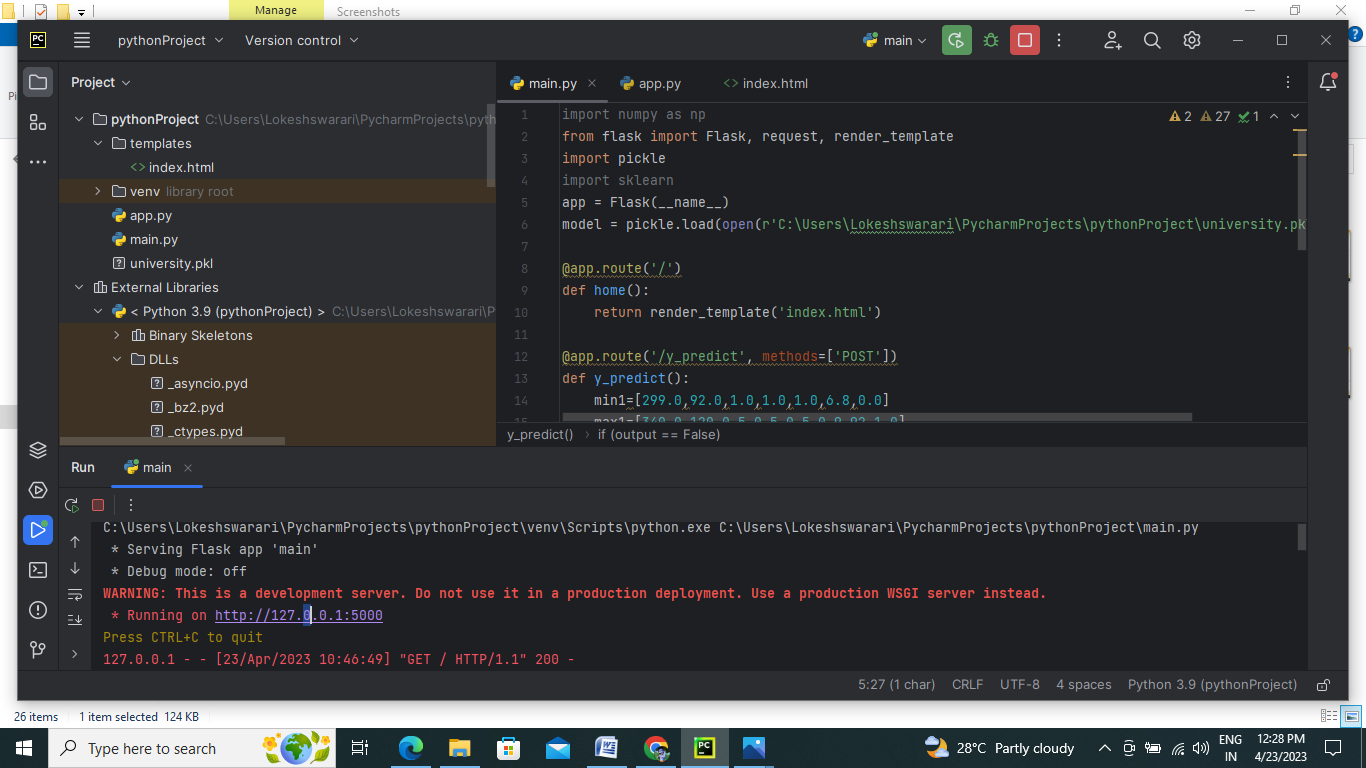 Manage
Screenshots
PC
pythonProject
Version control
main
Project
main.py
app.py
index.html
pythonProject C:\Users\Lokeshswarari\PycharmProjects\pyth
templates
index.html
venv library root
app.py
main.py
university.pkl
External Libraries
< Python 3.9 (pythonProject) > C:\Users\Lokeshswarari\P
Binary Skeletons
DLLs
_asyncio.pyd
_bz2.pyd
_ctypes.pyd
2 27 1
1 import numpy as np
2 from flask import Flask, request, render_template
3 import pickle
4 import sklearn
5 app = Flask(__name__)
6 model = pickle.load(open(r'C:\Users\Lokeshswarari\PycharmProjects\pythonProject\university.pk
7
8 @app.route('/')
9 def home():
10 return render_template('index.html')
11
12 @app.route('/y_predict', methods=['POST'])
13 def y_predict():
14 min1=[299.0,92.0,1.0,1.0,1.0,6.8,0.0]
y_predict() › if (output == False)
Run
main
C:\Users\Lokeshswarari\PycharmProjects\pythonProject\venv\Scripts\python.exe C:\Users\Lokeshswarari\PycharmProjects\pythonProject\main.py
* Serving Flask app 'main'
* Debug mode: off
WARNING: This is a development server. Do not use it in a production deployment. Use a production WSGI server instead.
* Running on http://127.0.0.1:5000
Press CTRL+C to quit
127.0.0.1 - - [23/Apr/2023 10:46:49] "GET / HTTP/1.1" 200 -
5:27 (1 char) CRLF UTF-8 4 spaces Python 3.9 (pythonProject)
26 items 1 item selected 124 KB
Type here to search
28°C Partly cloudy
ENG
IN
12:28 PM
4/23/2023